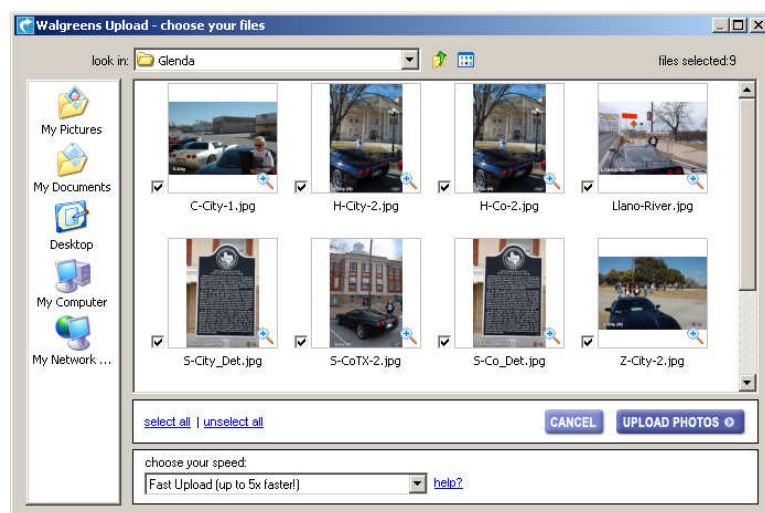 Walgreens Upload - choose your files
look in: Glenda
files selected:9
My Pictures
My Documents
Desktop
My Computer
My Network ...
C-City-1.jpg
H-City-2.jpg
H-Co-2.jpg
Llano-River.jpg
S-City_Det.jpg
S-CoTX-2.jpg
S-Co_Det.jpg
Z-City-2.jpg
select all | unselect all
CANCEL
UPLOAD PHOTOS
choose your speed:
Fast Upload (up to 5x faster!)
help?